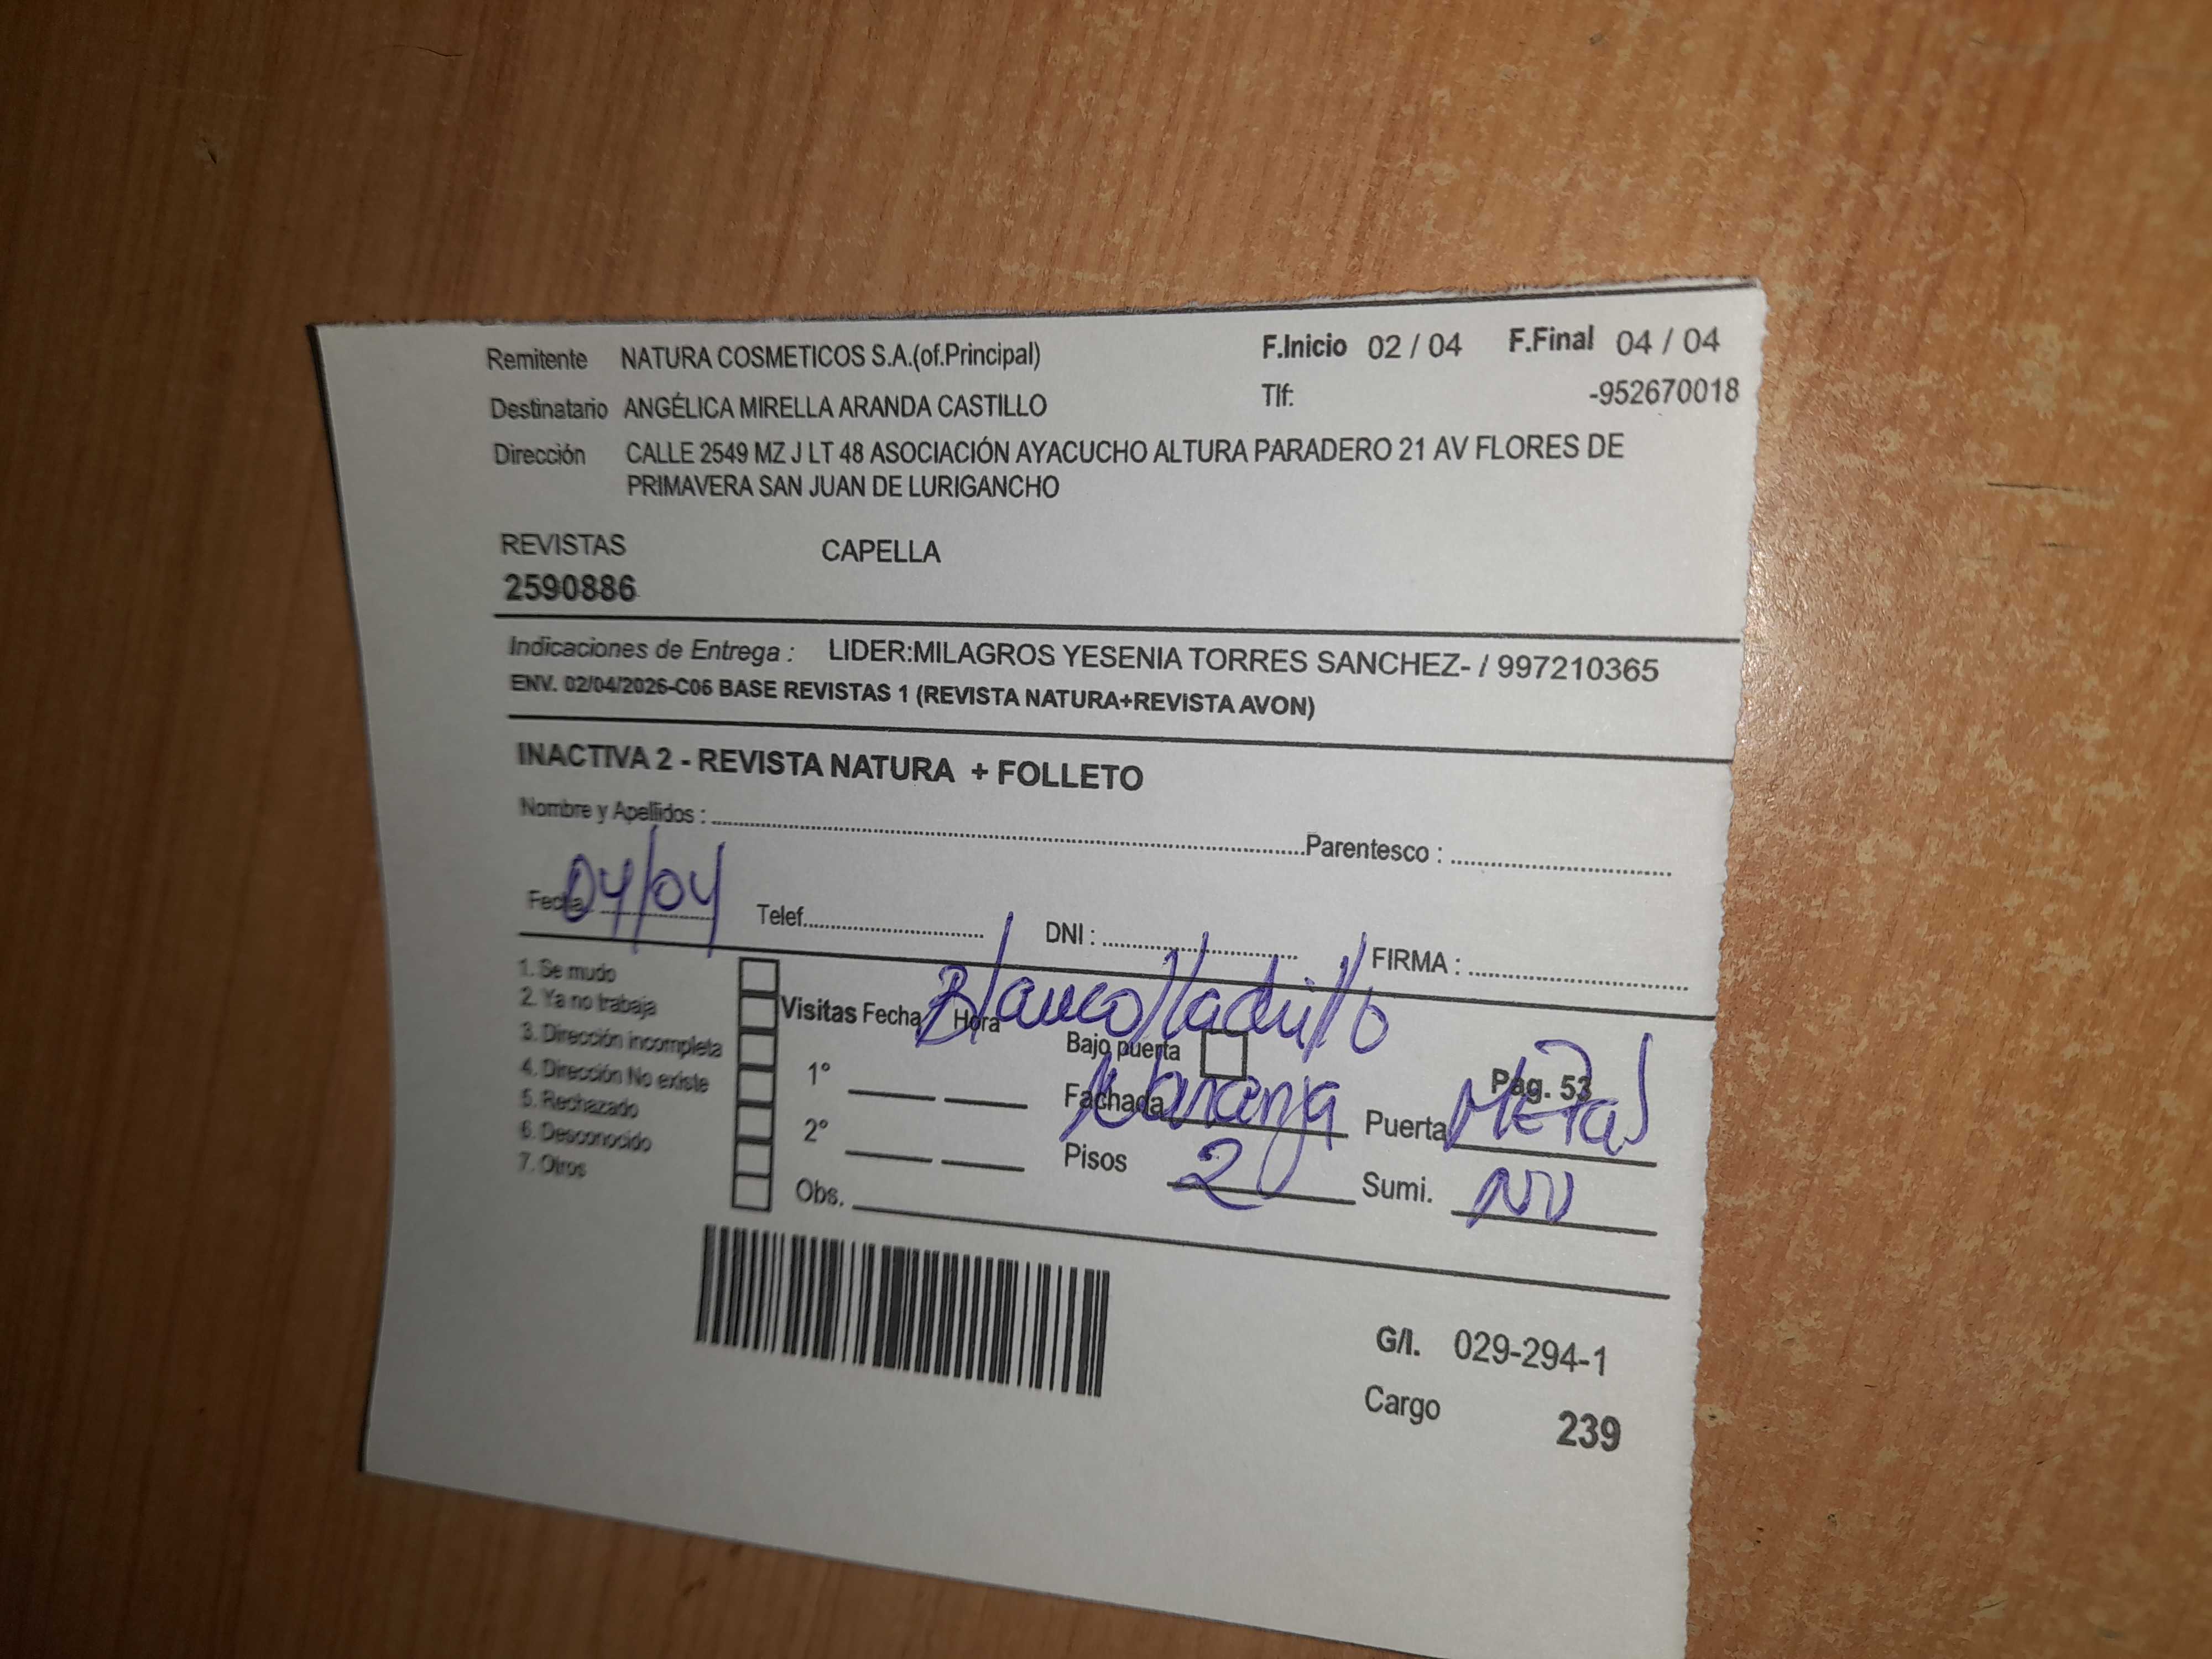 Remitente NATURA COSMETICOS S.A.(of.Principal) F.Inicio 02 / 04 F.Final 04 / 04
Destinatario ANGÉLICA MIRELLA ARANDA CASTILLO Tlf: -952670018
Dirección CALLE 2549 MZ J LT 48 ASOCIACIÓN AYACUCHO ALTURA PARADERO 21 AV FLORES DE
PRIMAVERA SAN JUAN DE LURIGANCHO
REVISTAS CAPELLA
2590886
Indicaciones de Entrega : LIDER:MILAGROS YESENIA TORRES SANCHEZ- / 997210365
ENV. 02/04/2026-C06 BASE REVISTAS 1 (REVISTA NATURA+REVISTA AVON)
INACTIVA 2 - REVISTA NATURA + FOLLETO
Nombre y Apellidos : Parentesco :
Fecha 04/04 Telef. DNI : FIRMA :
1. Se mudo
2. Ya no trabaja
3. Dirección incompleta
4. Dirección No existe
5. Rechazado
6. Desconocido
7. Otros
Visitas Fecha / Hora
1°
2°
Obs.
Blanco/ladrillo
Bajo puerta
Pag. 53
Fachada Naranja Puerta Metal
Pisos 2 Sumi. NV
G/I. 029-294-1
Cargo 239